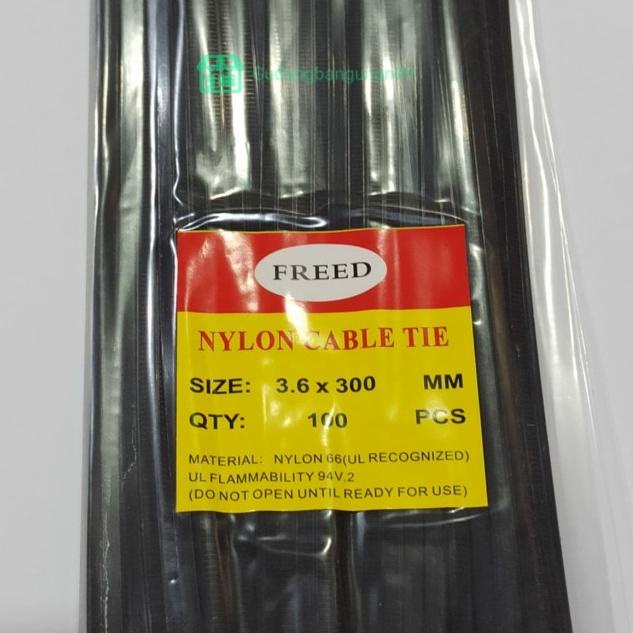 FREED
NYLON CABLE TIE
SIZE: 3.6 x 300 MM
QTY: 100 PCS
MATERIAL: NYLON 66(UL RECOGNIZED)
UL FLAMMABILITY 94V.2
(DO NOT OPEN UNTIL READY FOR USE)